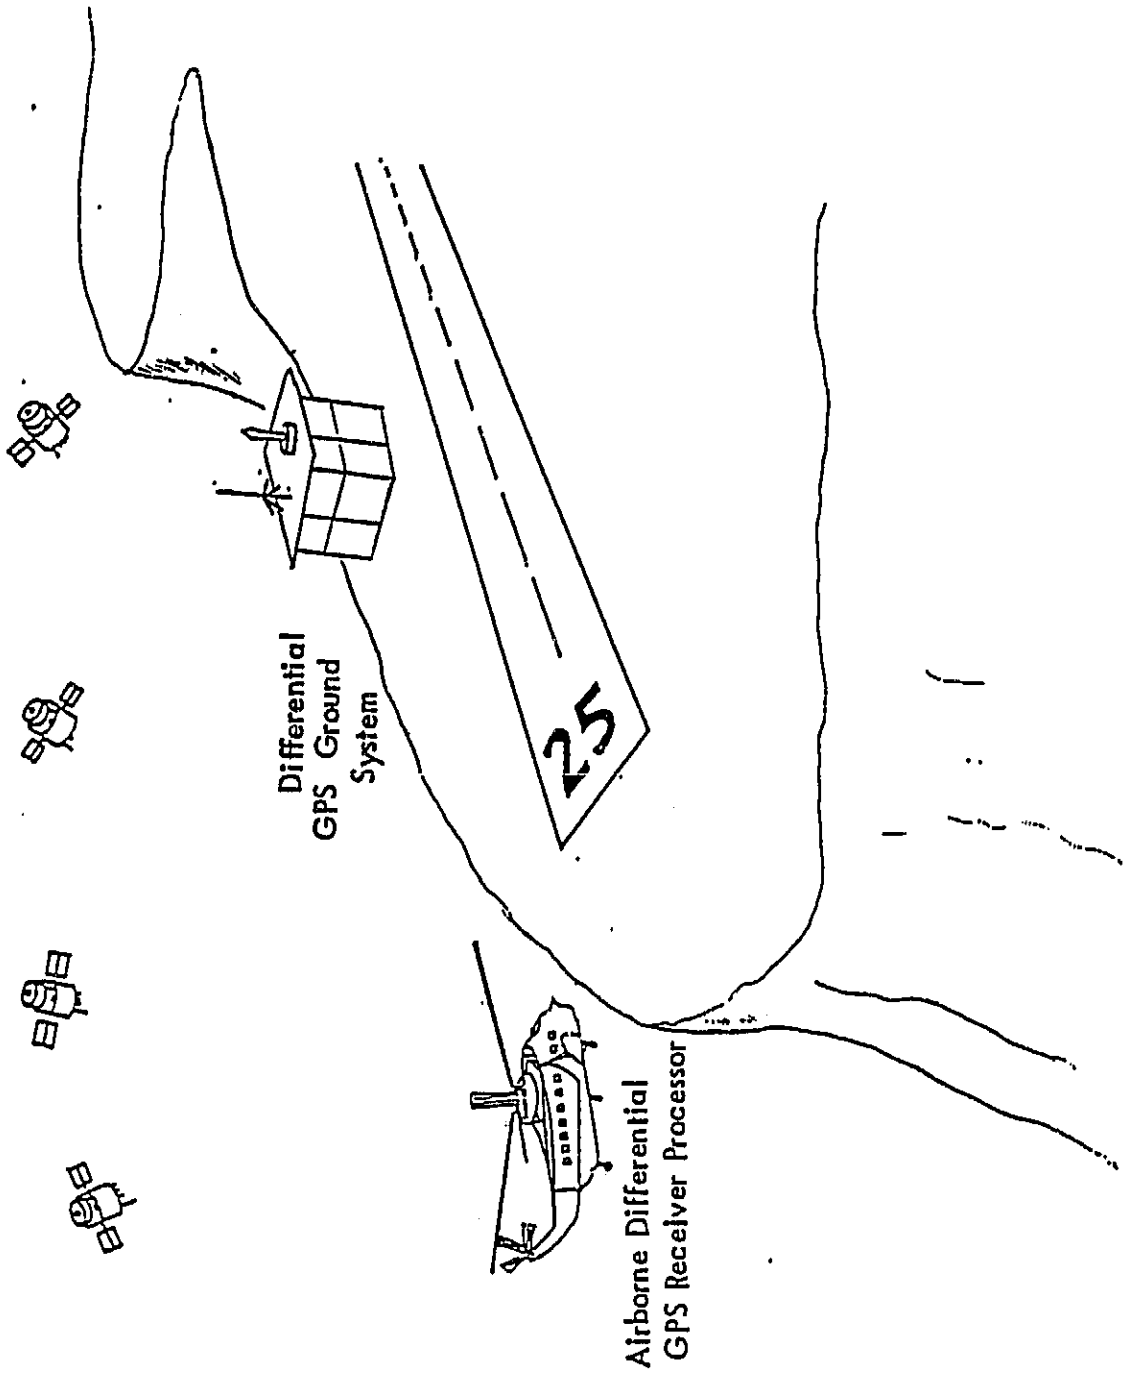 Differential
GPS Ground
System
25
Airborne Differential
GPS Receiver Processor